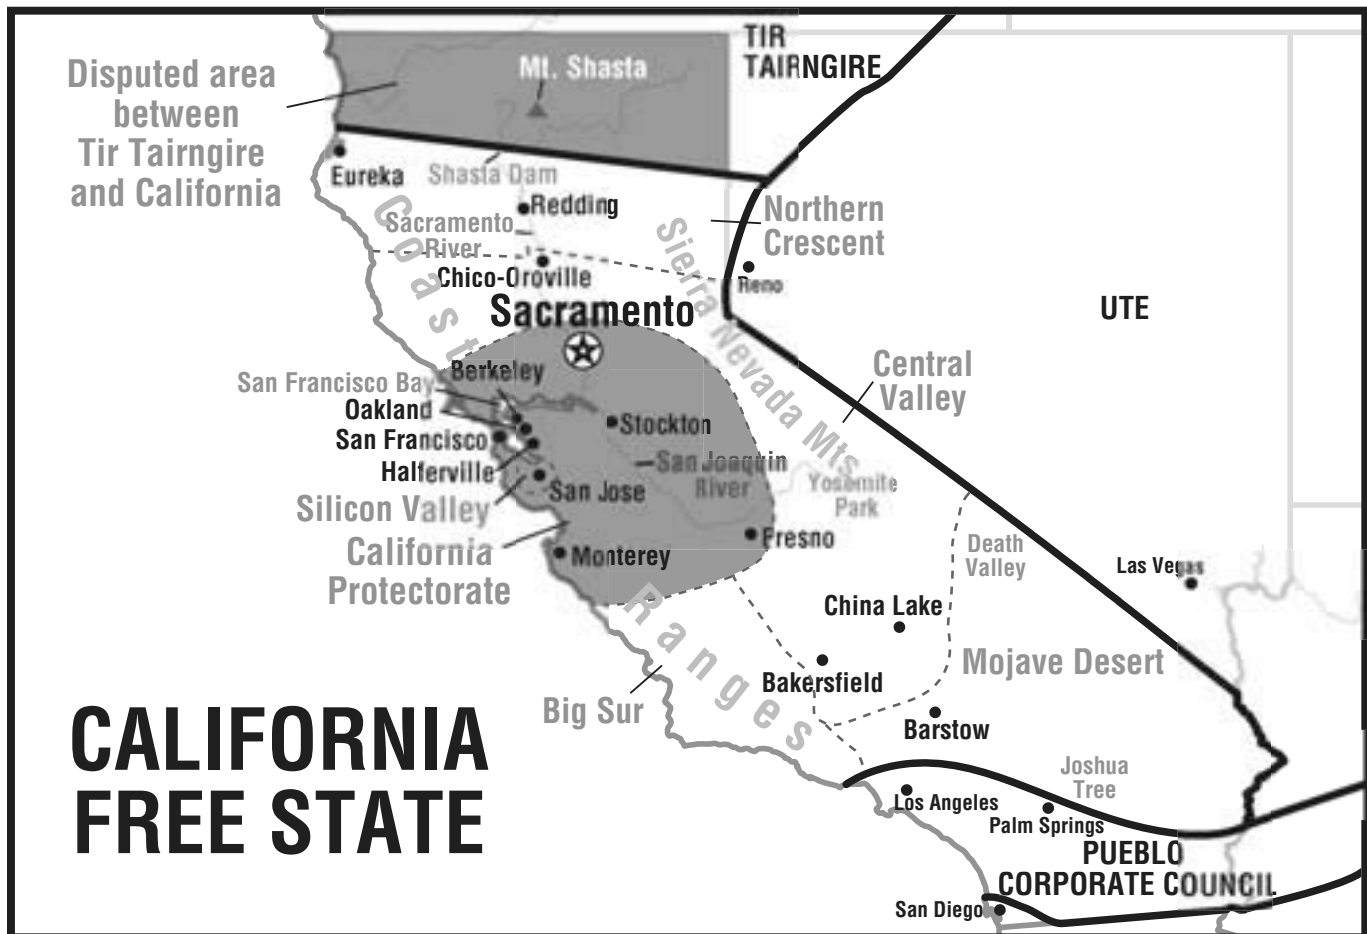 TIR
TAIRNGIRE
Mt. Shasta
Disputed area
between
Tir Tairngire
and California
Eureka
Shasta Dam
Redding
Sacramento
River
Northern
Crescent
Chico-Oroville
Reno
Sacramento
UTE
Coast
Sierra Nevada Mts
Central
Valley
Berkeley
San Francisco Bay
Oakland
Stockton
San Francisco
Halferville
San Joaquin
River
Yosemite
Park
San Jose
Silicon Valley
Fresno
California
Protectorate
Monterey
Death
Valley
Las Vegas
Ranges
China Lake
Mojave Desert
Bakersfield
Big Sur
Barstow
CALIFORNIA
FREE STATE
Joshua
Tree
Los Angeles
Palm Springs
PUEBLO
CORPORATE COUNCIL
San Diego